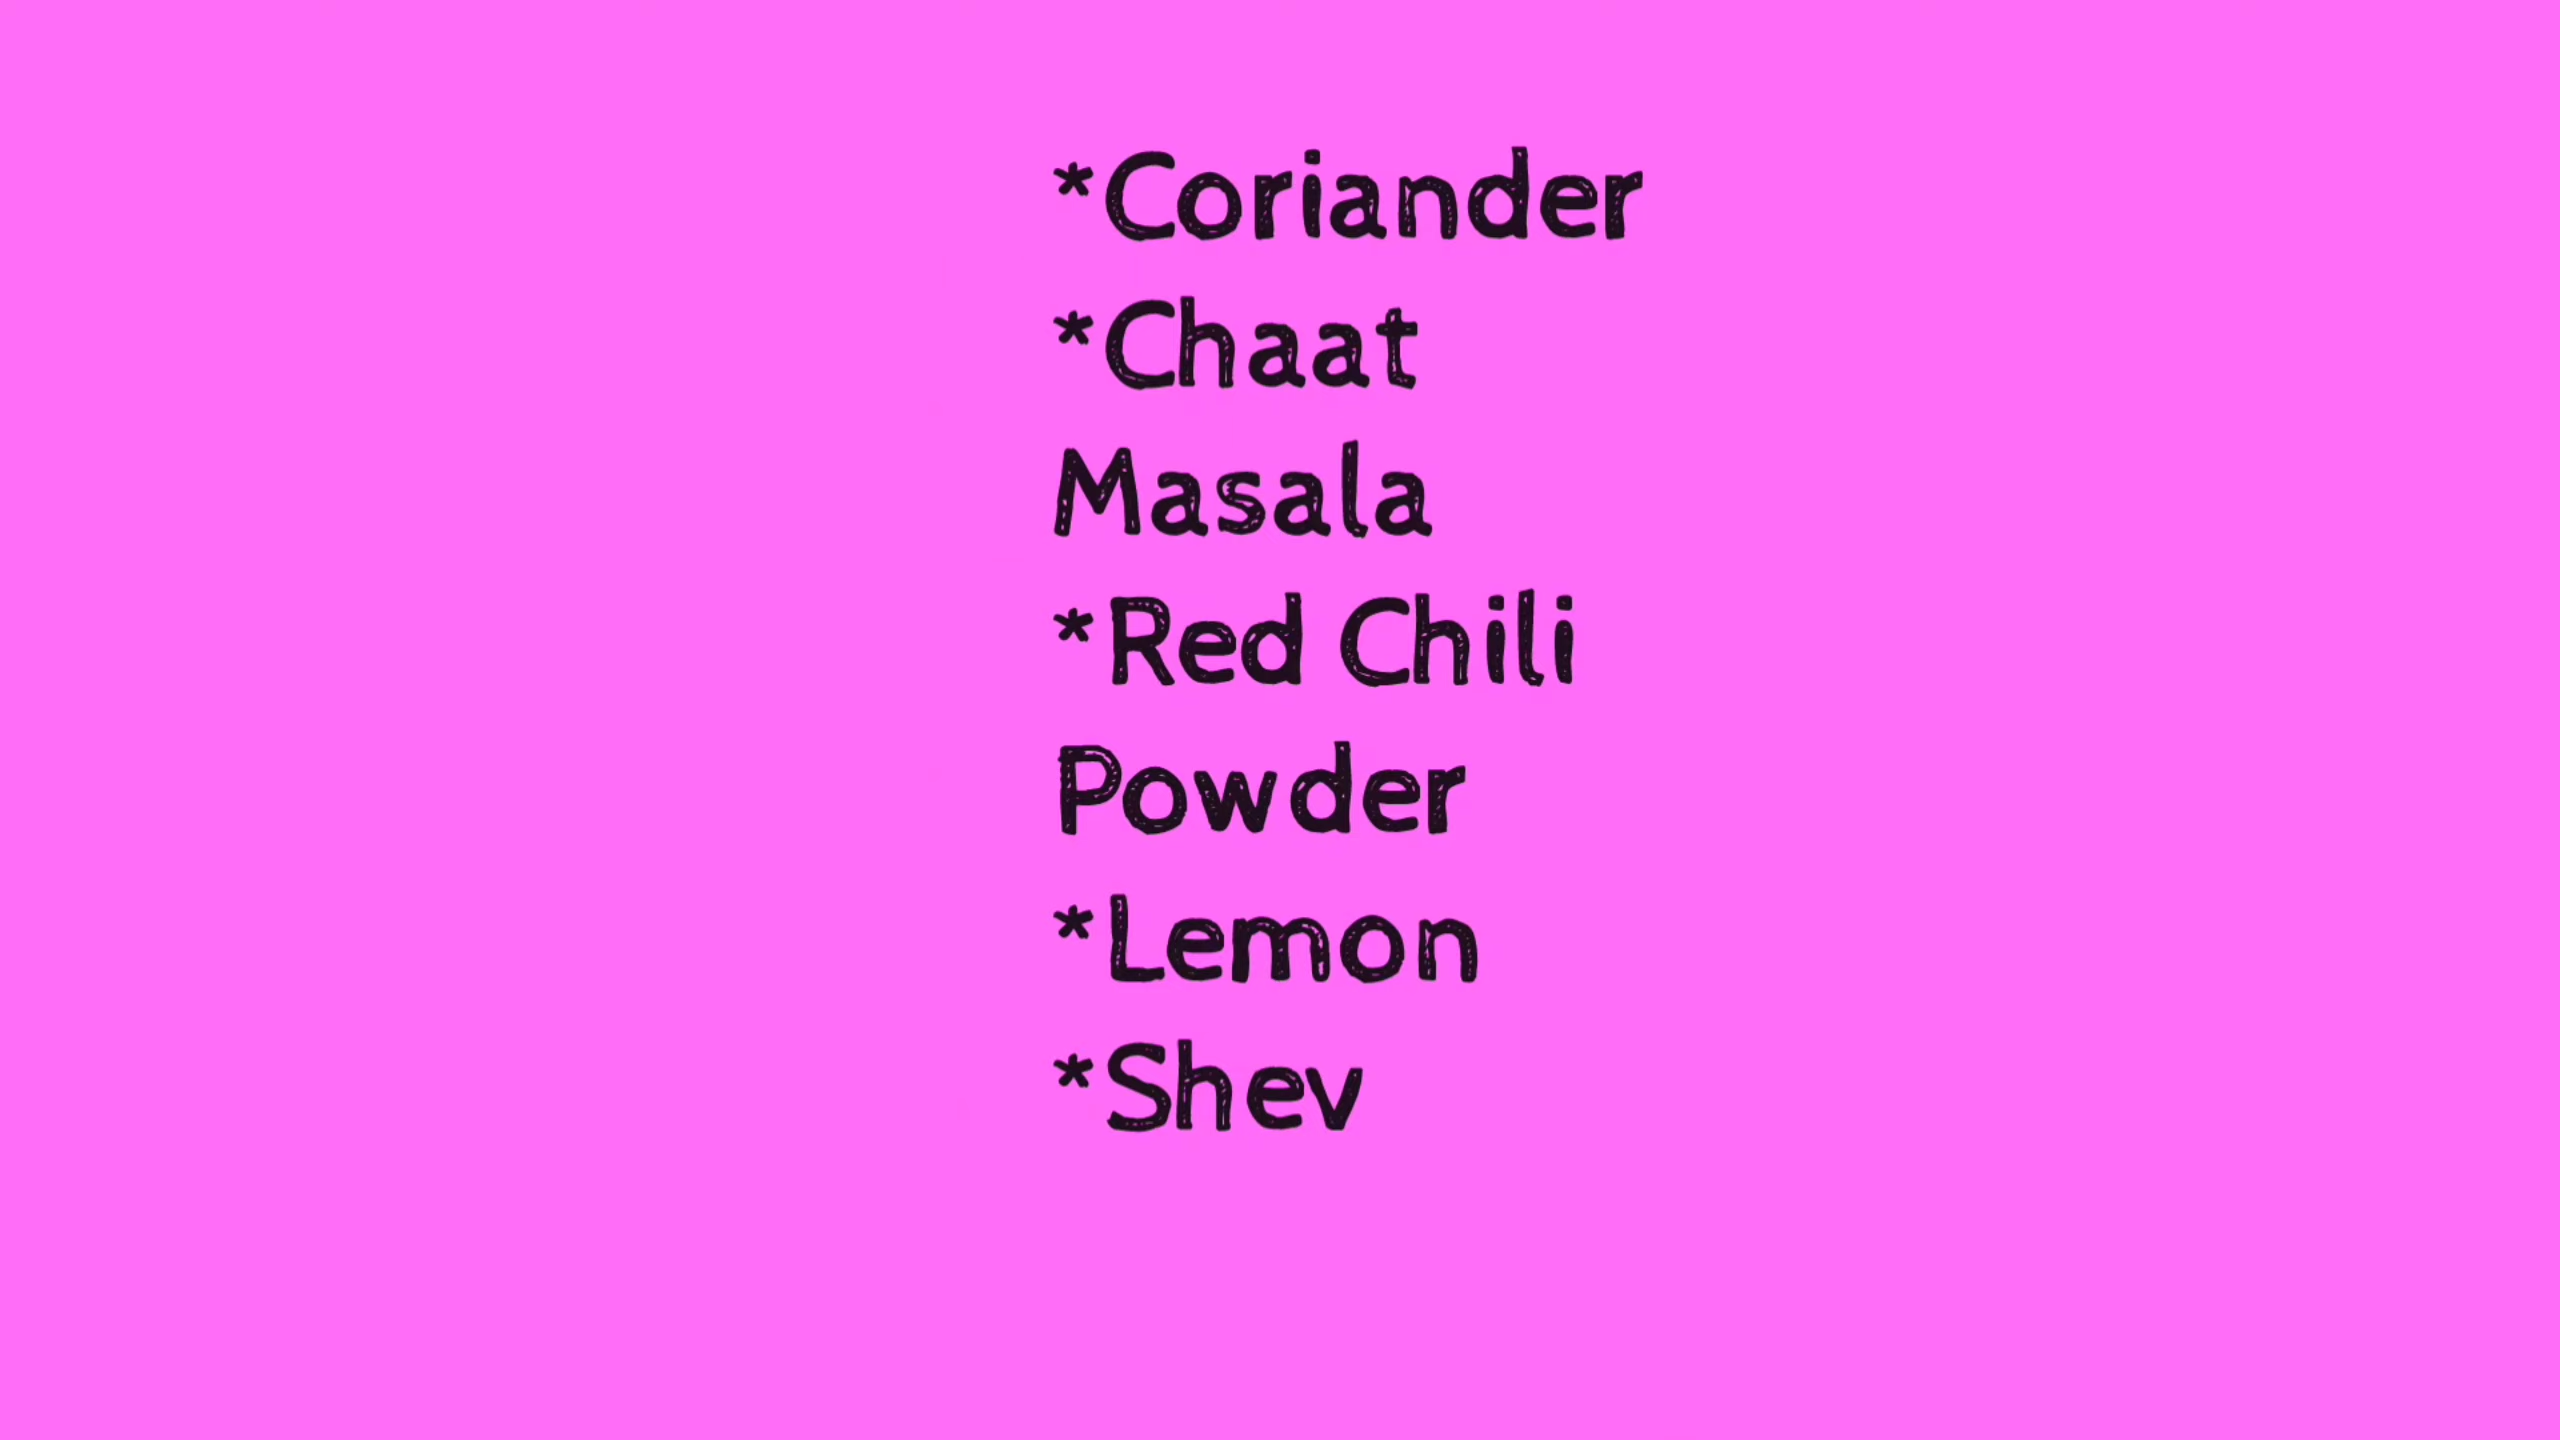 *Coriander
*Chaat
Masala
*Red Chili
Powder
*Lemon
*Shev